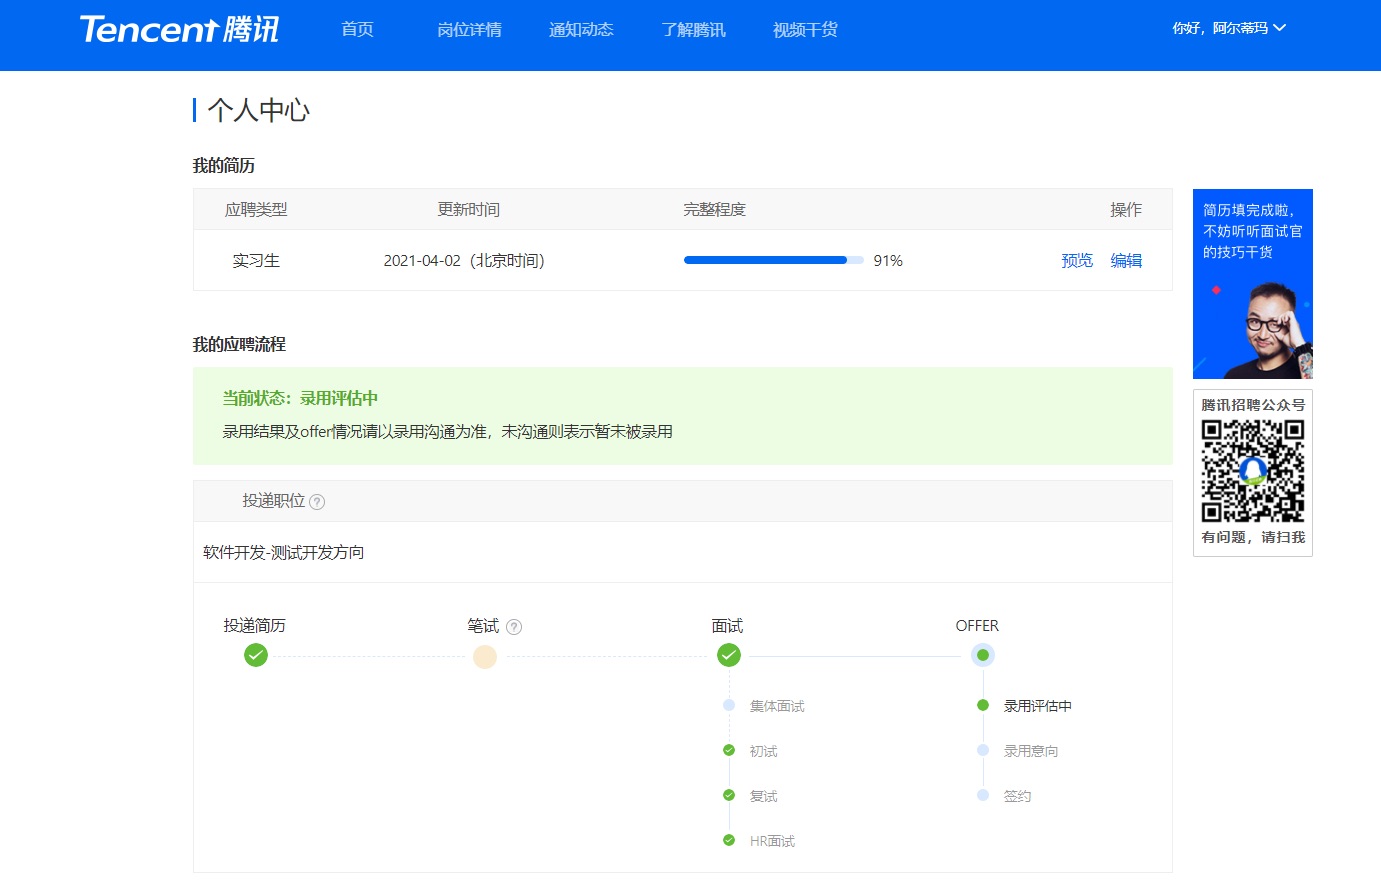 Tencent 腾讯 首页 岗位详情 通知动态 了解腾讯 视频干货 你好，阿尔蒂玛
个人中心
我的简历
应聘类型 更新时间 完整程度 操作
实习生 2021-04-02（北京时间） 91% 预览 编辑
简历填完成啦，
不妨听听面试官
的技巧干货
我的应聘流程
当前状态：录用评估中
录用结果及offer情况请以录用沟通为准，未沟通则表示暂未被录用
腾讯招聘公众号
有问题，请扫我
投递职位 ?
软件开发-测试开发方向
投递简历 笔试 ? 面试 OFFER
集体面试 录用评估中
初试 录用意向
复试 签约
HR面试